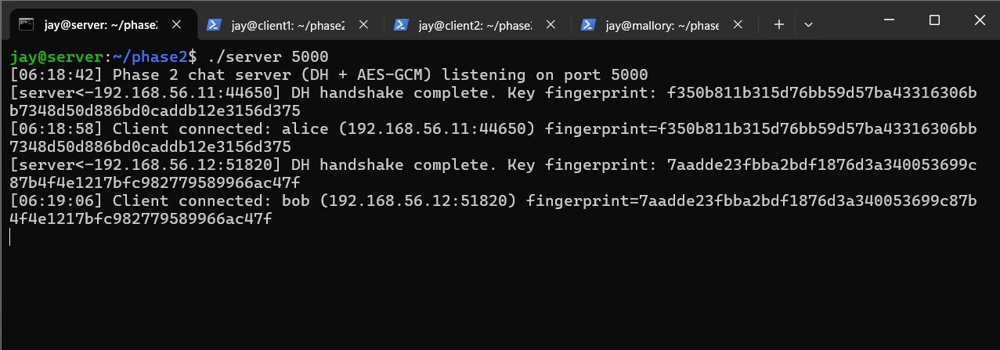 jay@server: ~/phase2
jay@client1: ~/phase2
jay@client2: ~/phase2
jay@mallory: ~/phase
jay@server:~/phase2$ ./server 5000
[06:18:42] Phase 2 chat server (DH + AES-GCM) listening on port 5000
[server<-192.168.56.11:44650] DH handshake complete. Key fingerprint: f350b811b315d76bb59d57ba43316306b
b7348d50d886bd0caddb12e3156d375
[06:18:58] Client connected: alice (192.168.56.11:44650) fingerprint=f350b811b315d76bb59d57ba43316306bb
7348d50d886bd0caddb12e3156d375
[server<-192.168.56.12:51820] DH handshake complete. Key fingerprint: 7aadde23fbba2bdf1876d3a340053699c
87b4f4e1217bfc982779589966ac47f
[06:19:06] Client connected: bob (192.168.56.12:51820) fingerprint=7aadde23fbba2bdf1876d3a340053699c87b
4f4e1217bfc982779589966ac47f